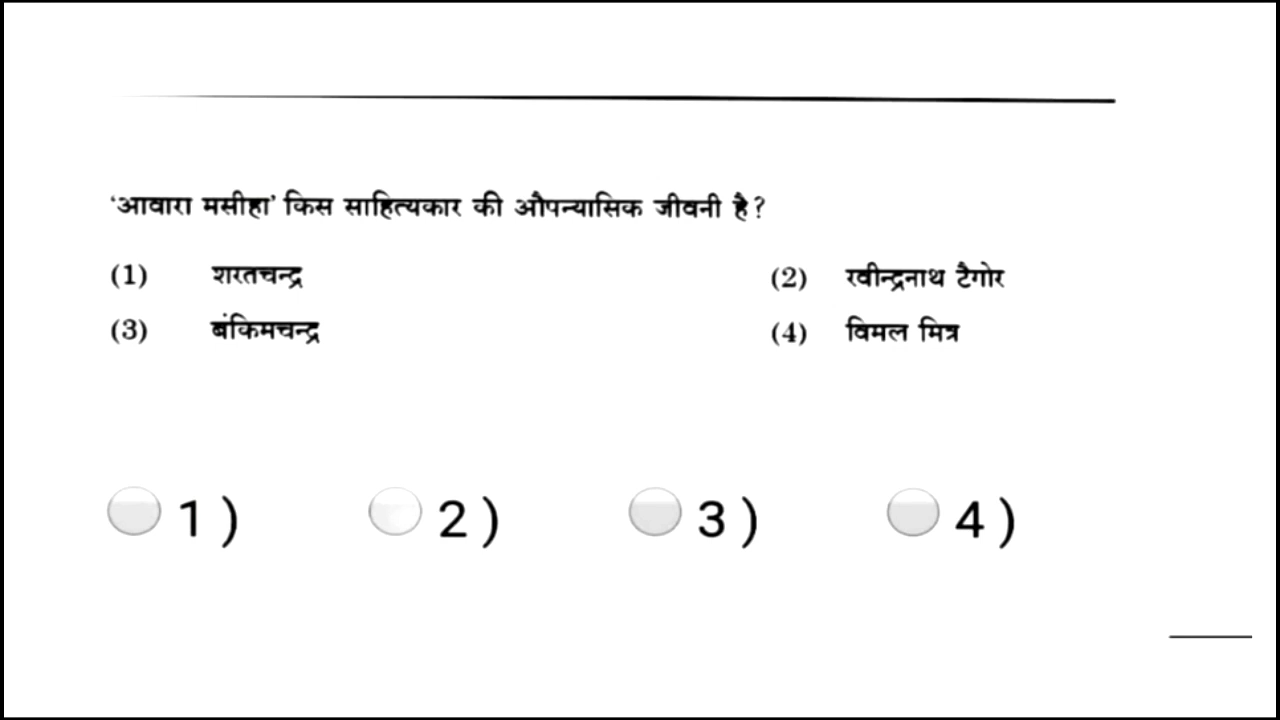 'आवारा मसीहा' किस साहित्यकार की औपन्यासिक जीवनी है?
(1) शरतचन्द्र (2) रवीन्द्रनाथ टैगोर
(3) बंकिमचन्द्र (4) विमल मित्र
1) 2) 3) 4)